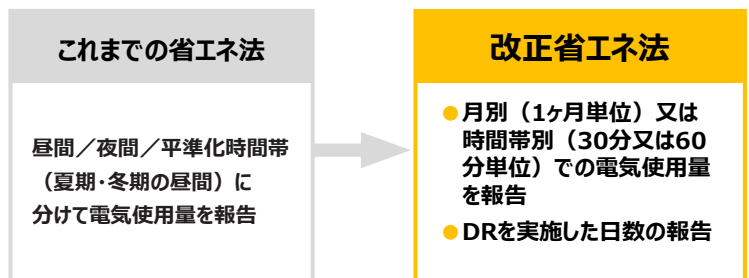 これまでの省エネ法
昼間／夜間／平準化時間帯
（夏期・冬期の昼間）に
分けて電気使用量を報告
改正省エネ法
●月別（1ヶ月単位）又は
時間帯別（30分又は60
分単位）での電気使用量
を報告
●DRを実施した日数の報告